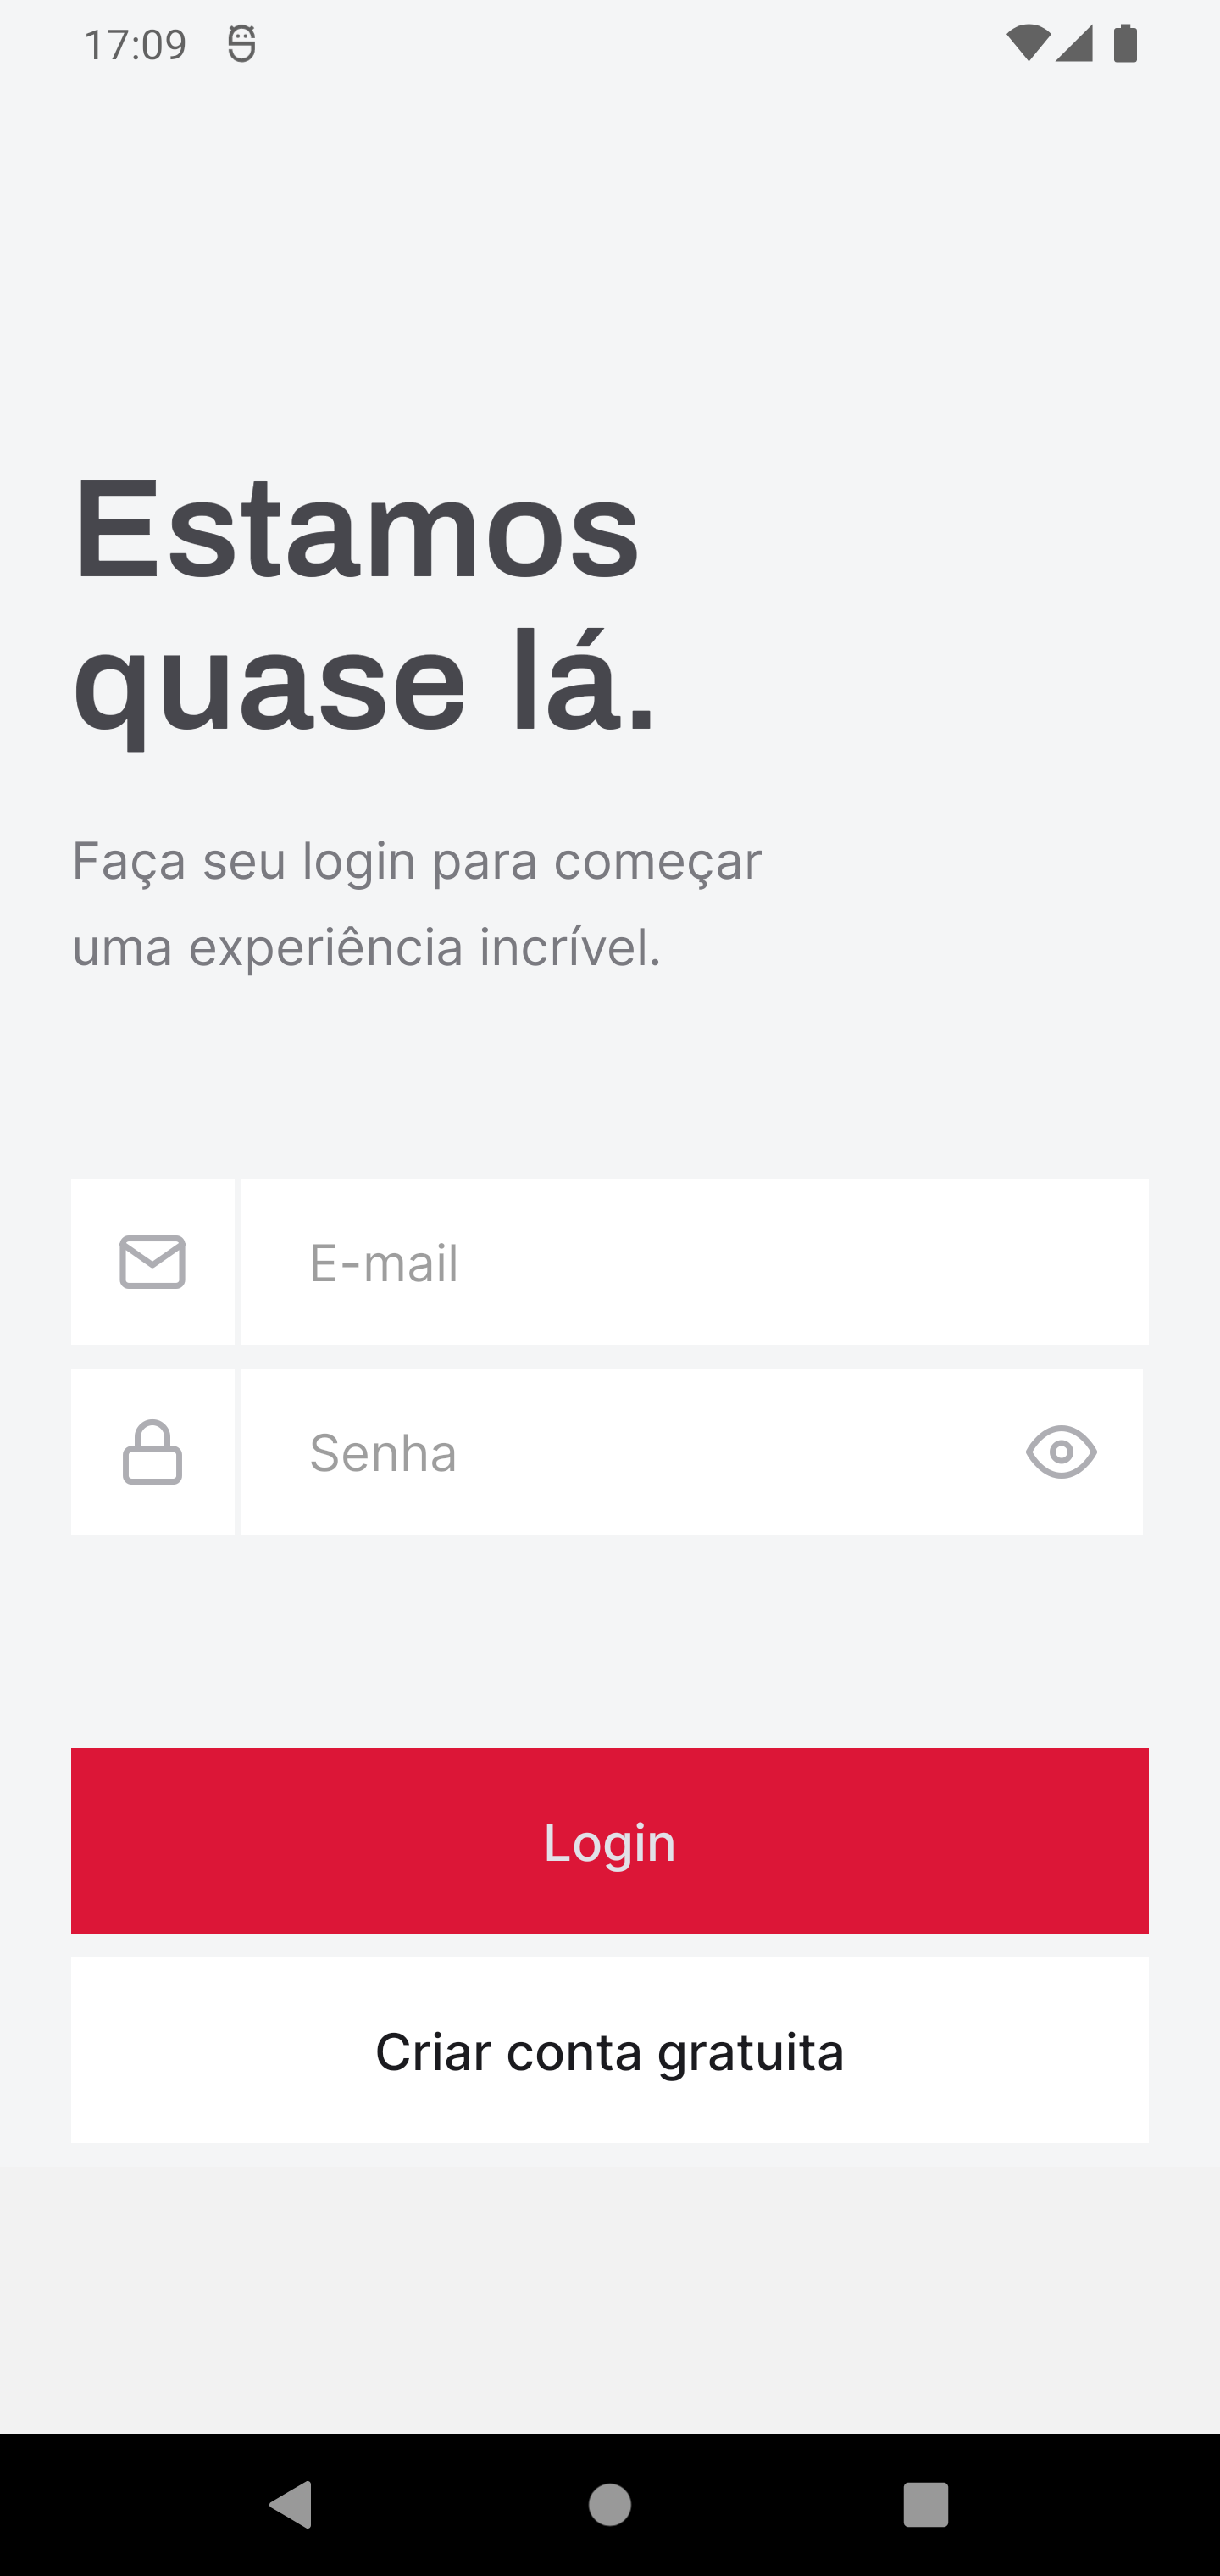 17:09
Estamos
quase lá.
Faça seu login para começar
uma experiência incrível.
E-mail
Senha
Login
Criar conta gratuita